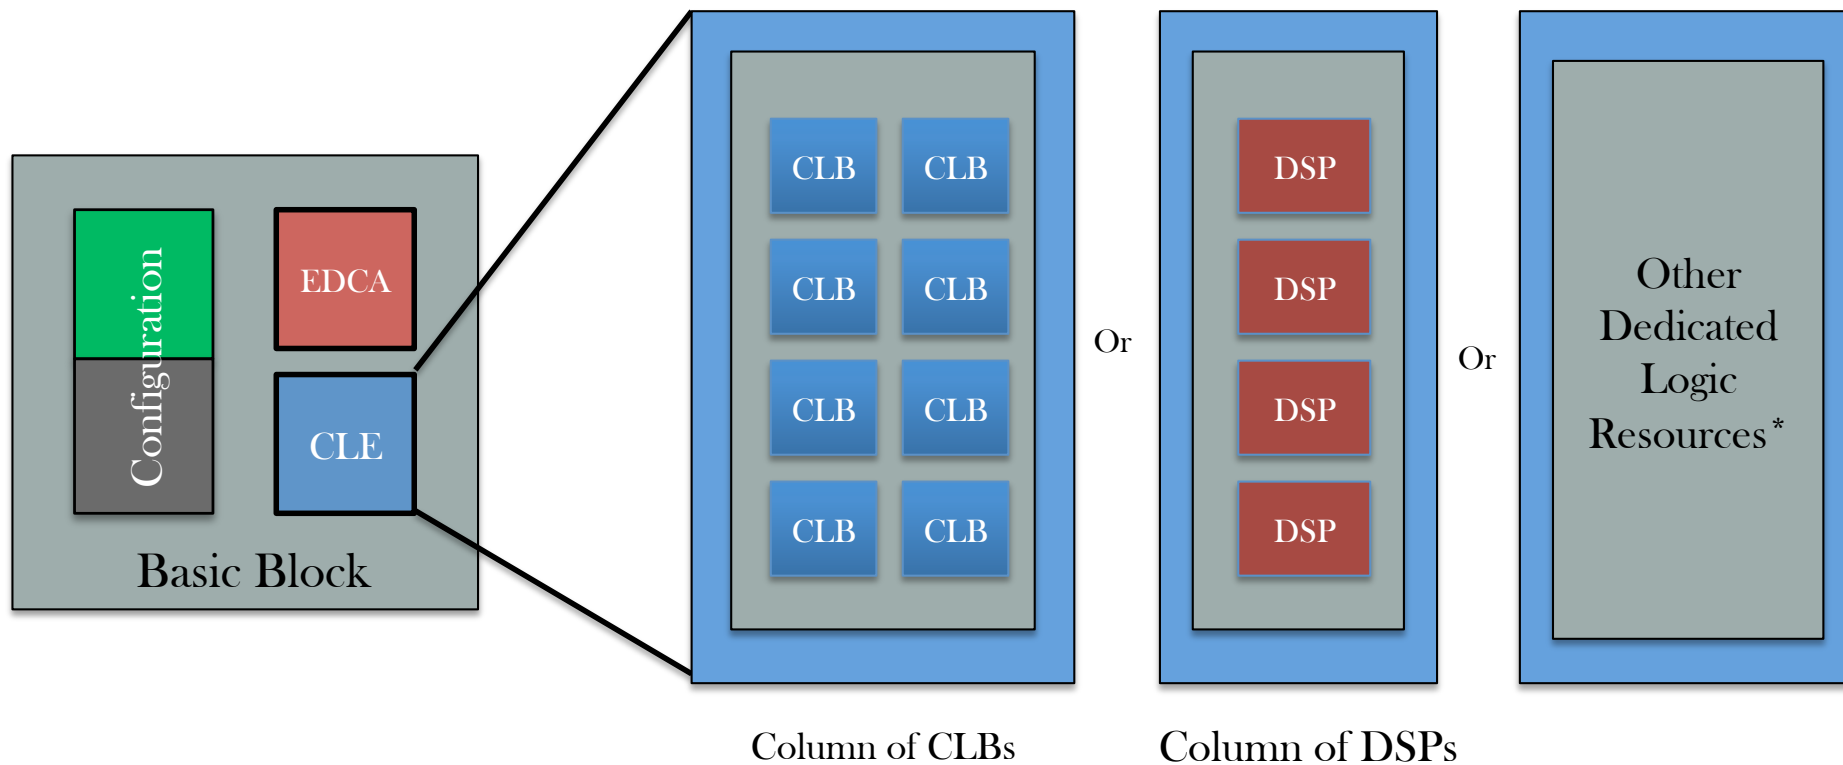 Configuration
EDCA
CLE
Basic Block
CLB CLB
CLB CLB
CLB CLB
CLB CLB
Column of CLBs
Or
DSP
DSP
DSP
DSP
Column of DSPs
Or
Other
Dedicated
Logic
Resources*